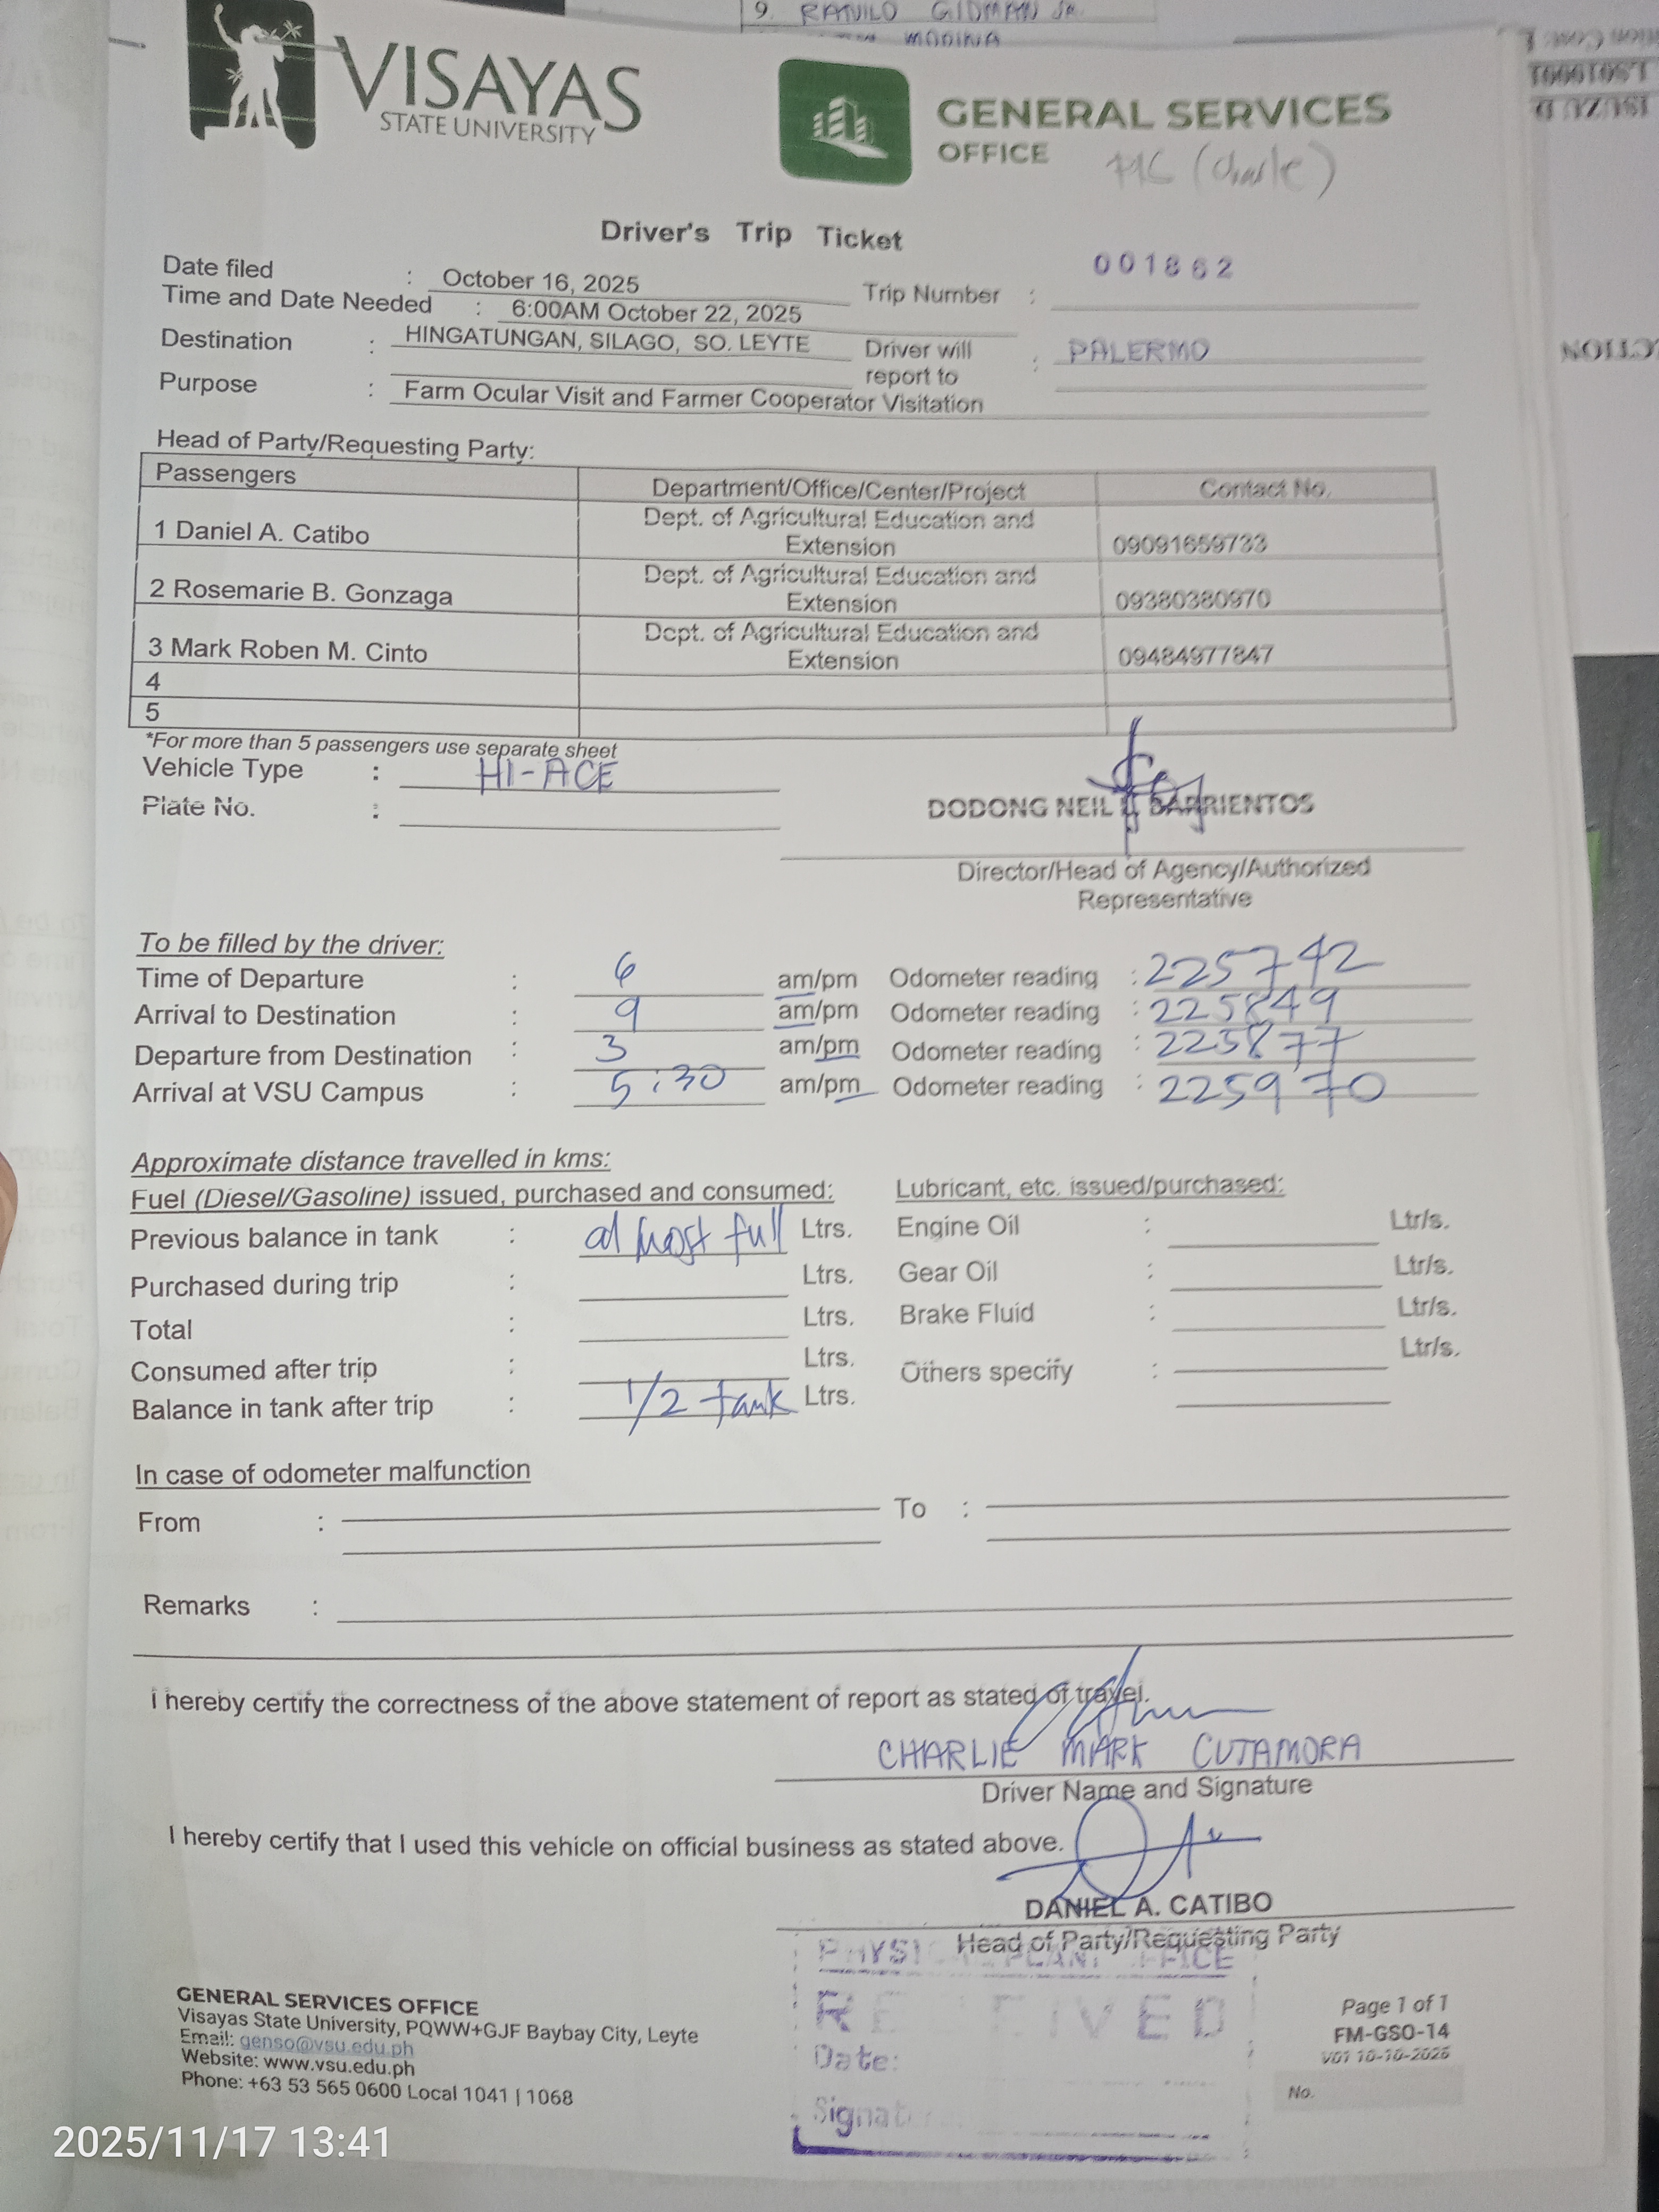 9. RANILO GIDMAN JR.
MODINA
VISAYAS
STATE UNIVERSITY
GENERAL SERVICES
OFFICE
Driver's Trip Ticket
001862
Date filed : October 16, 2025
Time and Date Needed : 6:00AM October 22, 2025 Trip Number :
Destination : HINGATUNGAN, SILAGO, SO. LEYTE Driver will report to : PALERMO
Purpose : Farm Ocular Visit and Farmer Cooperator Visitation
Head of Party/Requesting Party:
Passengers Department/Office/Center/Project Contact No.
1 Daniel A. Catibo Dept. of Agricultural Education and Extension 09091659733
2 Rosemarie B. Gonzaga Dept. of Agricultural Education and Extension 09380380970
3 Mark Roben M. Cinto Dept. of Agricultural Education and Extension 09484977847
4
5
*For more than 5 passengers use separate sheet
Vehicle Type : HI-ACE
Plate No. :
DODONG NEIL BARRIENTOS
Director/Head of Agency/Authorized
Representative
To be filled by the driver:
Time of Departure : 6 am/pm Odometer reading : 225742
Arrival to Destination : 9 am/pm Odometer reading : 225849
Departure from Destination : 3 am/pm Odometer reading : 225877
Arrival at VSU Campus : 5:30 am/pm Odometer reading : 225970
Approximate distance travelled in kms:
Fuel (Diesel/Gasoline) issued, purchased and consumed: Lubricant, etc. issued/purchased:
Previous balance in tank : al most full Ltrs. Engine Oil : Ltr/s.
Purchased during trip : Ltrs. Gear Oil : Ltr/s.
Total : Ltrs. Brake Fluid : Ltr/s.
Consumed after trip : Ltrs. Others specify : Ltr/s.
Balance in tank after trip : 1/2 tank Ltrs.
In case of odometer malfunction
From : To :
Remarks :
I hereby certify the correctness of the above statement of report as stated of travel.
CHARLIE MARK CUTAMORA
Driver Name and Signature
I hereby certify that I used this vehicle on official business as stated above.
DANIEL A. CATIBO
Head of Party/Requesting Party
RECEIVED
Date:
GENERAL SERVICES OFFICE
Visayas State University, PQWW+GJF Baybay City, Leyte
Email: genso@vsu.edu.ph
Website: www.vsu.edu.ph
Phone: +63 53 565 0600 Local 1041 | 1068
Page 1 of 1
FM-GSO-14
No.
2025/11/17 13:41